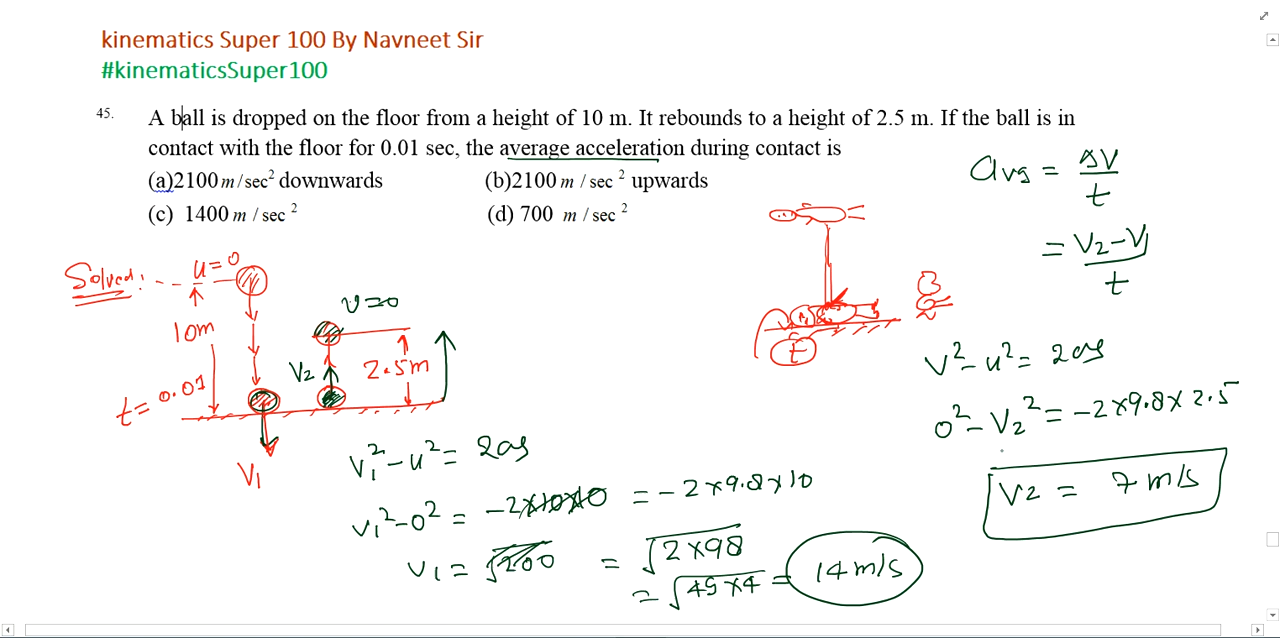 kinematics Super 100 By Navneet Sir
#kinematicsSuper100
45. A ball is dropped on the floor from a height of 10 m. It rebounds to a height of 2.5 m. If the ball is in
contact with the floor for 0.01 sec, the average acceleration during contact is
(a)2100 m/sec² downwards (b)2100 m / sec ² upwards
(c) 1400 m / sec ² (d) 700 m / sec ²
avg = ΔV/t
= V2-V1/t
Solved:-- u=0
10m
t=0.01
V1
V=0
V2
2.5m
t
V1²-u²= 2as
V1²-0² = -2×10×10 = -2×9.8×10
V1 = √200 = √2×98
= √49×4 = 14m/s
V²-u²= 2as
0²-V2²=-2×9.8×2.5
V2 = 7m/s